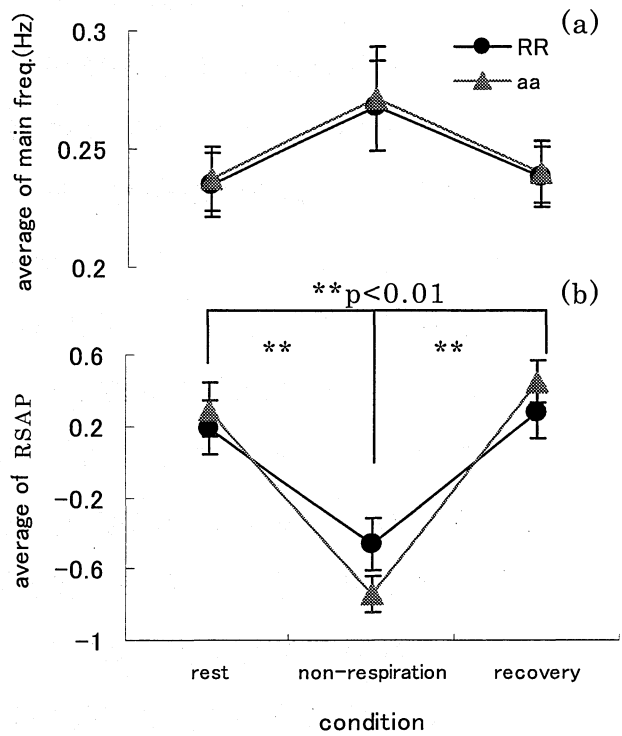 (a)
average of main freq.(Hz)
0.3
0.25
0.2
RR
aa
**p<0.01
(b)
average of RSAP
0.6
0.2
-0.2
-0.6
-1
**
**
rest
non-respiration
recovery
condition